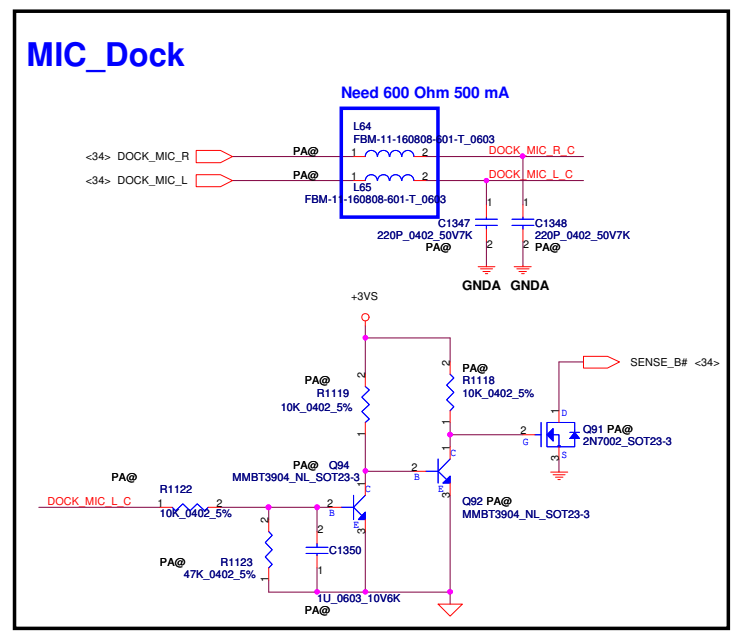 MIC_Dock
Need 600 Ohm 500 mA
L64
FBM-11-160808-601-T_0603
<34> DOCK_MIC_R PA@ 1 2 DOCK_MIC_R_C
<34> DOCK_MIC_L PA@ 1 2 DOCK_MIC_L_C
L65
FBM-11-160808-601-T_0603
1 1
C1347 C1348
220P_0402_50V7K 220P_0402_50V7K
PA@ 2 2 PA@
GNDA GNDA
+3VS
SENSE_B# <34>
2 PA@ R1119 10K_0402_5% 1
2 PA@ R1118 10K_0402_5% 1
1 D
2 G
Q91 PA@
2N7002_SOT23-3
3 S
PA@ Q94
MMBT3904_NL_SOT23-3
2 B 1 C E 3
Q92 PA@
MMBT3904_NL_SOT23-3
PA@
R1122
DOCK_MIC_L_C 1 2
10K_0402_5%
2 B 1 C E 3
2 PA@ R1123 47K_0402_5% 1
2 C1350 1
1U_0603_10V6K
PA@